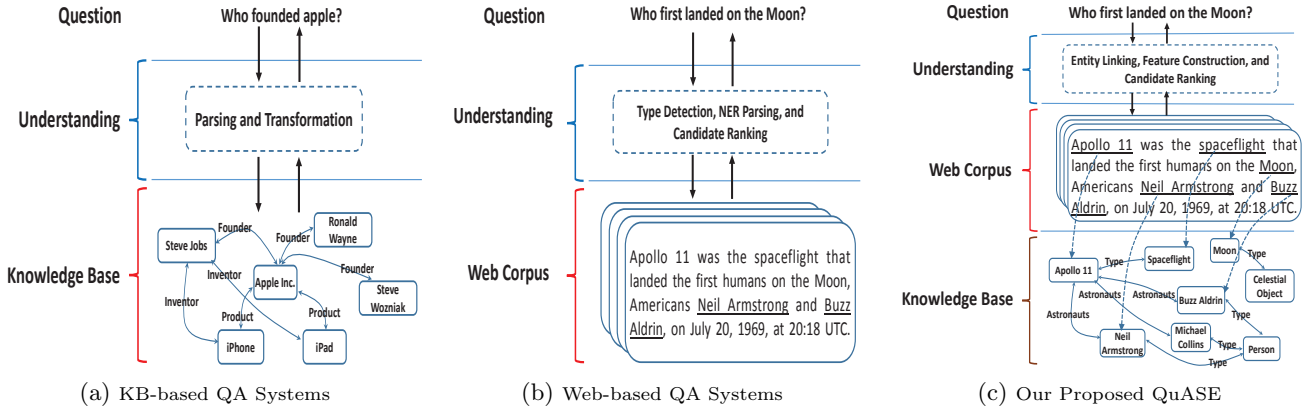 Question
Who founded apple?
Understanding
Parsing and Transformation
Knowledge Base
Steve Jobs
Founder
Founder
Ronald
Wayne
Founder
Inventor
Apple Inc.
Steve
Wozniak
Inventor
Product
Product
iPhone
iPad
(a) KB-based QA Systems
Question
Who first landed on the Moon?
Understanding
Type Detection, NER Parsing, and
Candidate Ranking
Web Corpus
Apollo 11 was the spaceflight that
landed the first humans on the Moon,
Americans Neil Armstrong and Buzz
Aldrin, on July 20, 1969, at 20:18 UTC.
(b) Web-based QA Systems
Question
Who first landed on the Moon?
Understanding
Entity Linking, Feature Construction, and
Candidate Ranking
Web Corpus
Apollo 11 was the spaceflight that
landed the first humans on the Moon,
Americans Neil Armstrong and Buzz
Aldrin, on July 20, 1969, at 20:18 UTC.
Knowledge Base
Apollo 11
Type
Spaceflight
Moon
Type
Celestial
Object
Astronauts
Astronauts
Buzz Aldrin
Astronauts
Type
Neil
Armstrong
Michael
Collins
Type
Person
Type
(c) Our Proposed QuASE